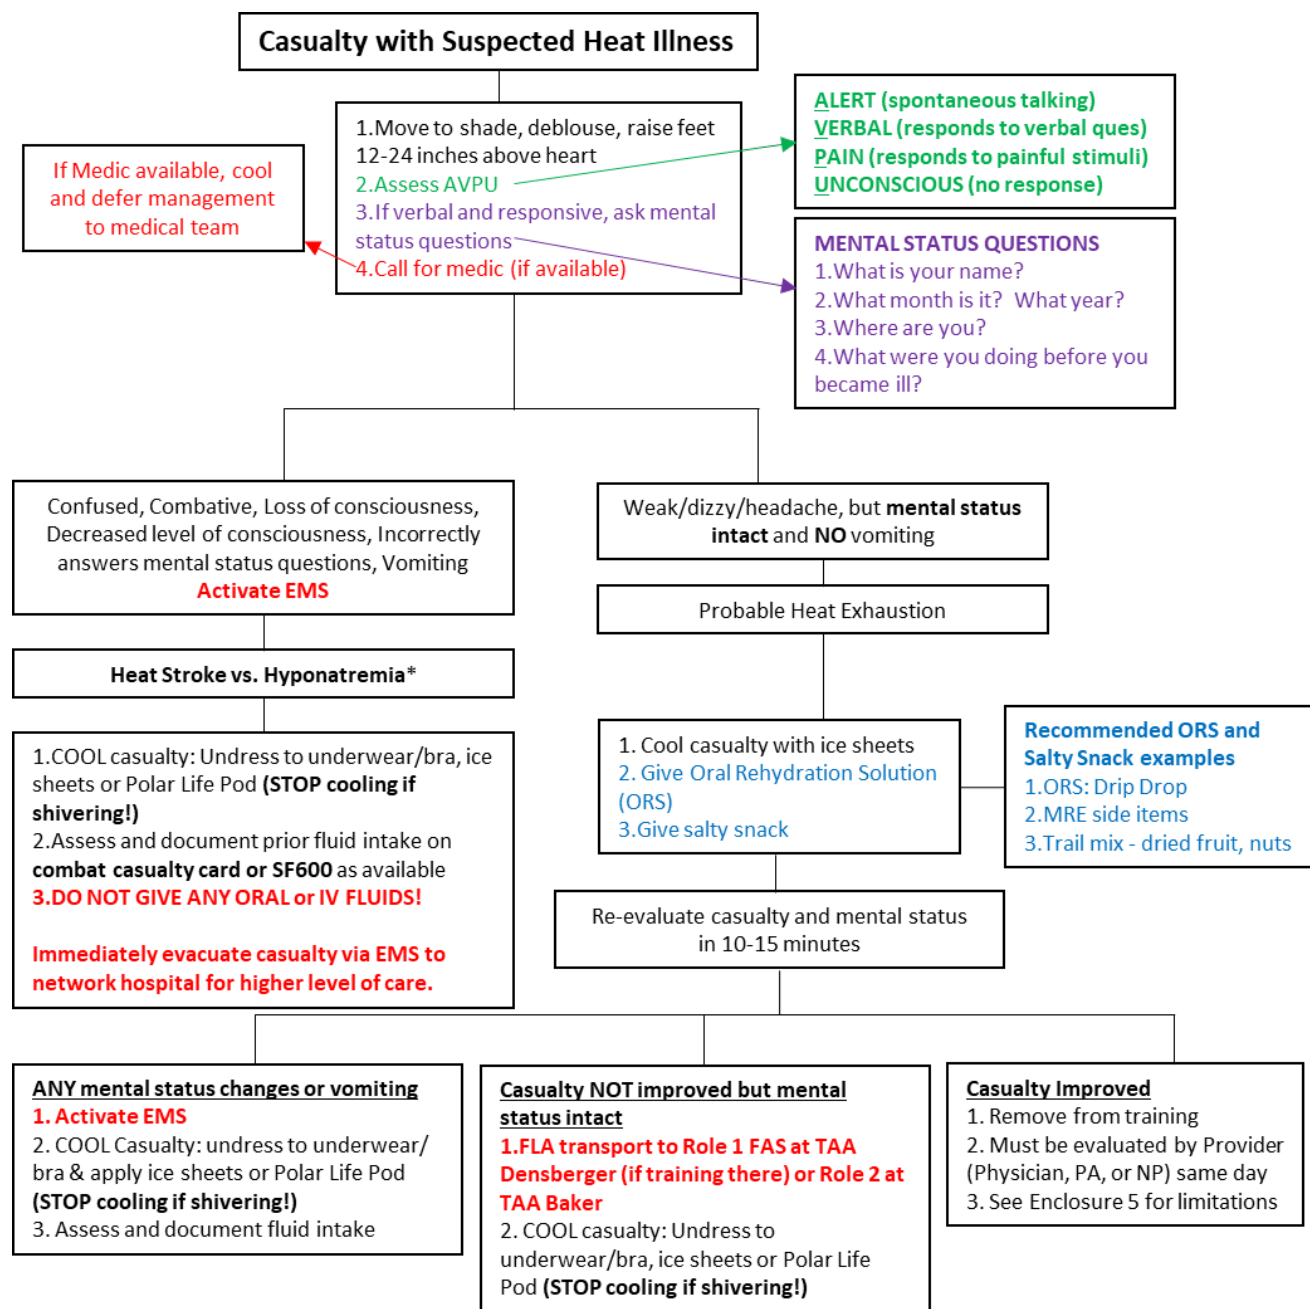 Casualty with Suspected Heat Illness
1.Move to shade, deblouse, raise feet
12-24 inches above heart
2.Assess AVPU
3.If verbal and responsive, ask mental
status questions
4.Call for medic (if available)
If Medic available, cool
and defer management
to medical team
ALERT (spontaneous talking)
VERBAL (responds to verbal ques)
PAIN (responds to painful stimuli)
UNCONSCIOUS (no response)
MENTAL STATUS QUESTIONS
1.What is your name?
2.What month is it?  What year?
3.Where are you?
4.What were you doing before you
became ill?
Confused, Combative, Loss of consciousness,
Decreased level of consciousness, Incorrectly
answers mental status questions, Vomiting
Activate EMS
Heat Stroke vs. Hyponatremia*
1.COOL casualty: Undress to underwear/bra, ice
sheets or Polar Life Pod (STOP cooling if
shivering!)
2.Assess and document prior fluid intake on
combat casualty card or SF600 as available
3.DO NOT GIVE ANY ORAL or IV FLUIDS!
Immediately evacuate casualty via EMS to
network hospital for higher level of care.
Weak/dizzy/headache, but mental status
intact and NO vomiting
Probable Heat Exhaustion
1. Cool casualty with ice sheets
2. Give Oral Rehydration Solution
(ORS)
3.Give salty snack
Recommended ORS and
Salty Snack examples
1.ORS: Drip Drop
2.MRE side items
3.Trail mix - dried fruit, nuts
Re-evaluate casualty and mental status
in 10-15 minutes
ANY mental status changes or vomiting
1. Activate EMS
2. COOL Casualty: undress to underwear/
bra & apply ice sheets or Polar Life Pod
(STOP cooling if shivering!)
3. Assess and document fluid intake
Casualty NOT improved but mental
status intact
1.FLA transport to Role 1 FAS at TAA
Densberger (if training there) or Role 2 at
TAA Baker
2. COOL casualty: Undress to
underwear/bra, ice sheets or Polar Life
Pod (STOP cooling if shivering!)
Casualty Improved
1. Remove from training
2. Must be evaluated by Provider
(Physician, PA, or NP) same day
3. See Enclosure 5 for limitations